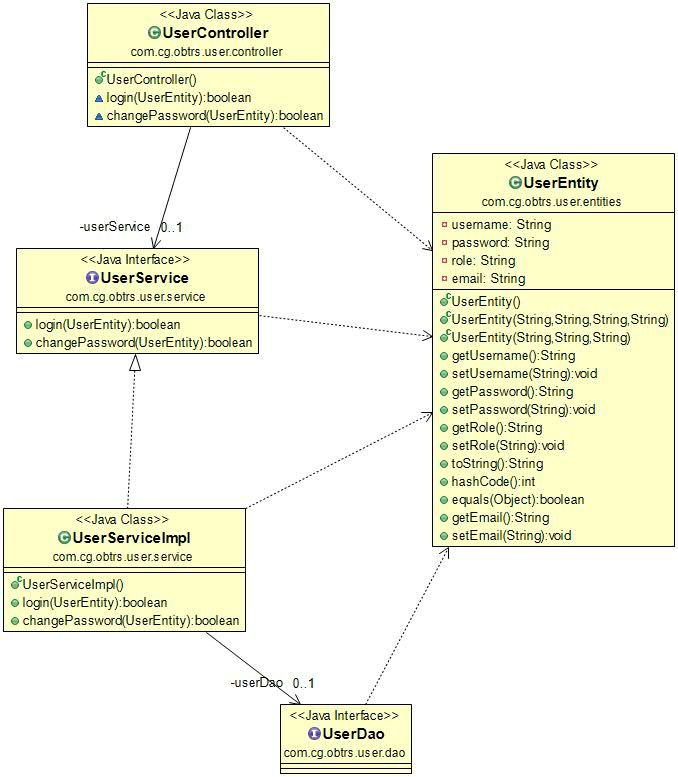 <<Java Class>>
UserController
com.cg.obtrs.user.controller
UserController()
login(UserEntity):boolean
changePassword(UserEntity):boolean
-userService 0..1
<<Java Interface>>
UserService
com.cg.obtrs.user.service
login(UserEntity):boolean
changePassword(UserEntity):boolean
<<Java Class>>
UserEntity
com.cg.obtrs.user.entities
username: String
password: String
role: String
email: String
UserEntity()
UserEntity(String,String,String,String)
UserEntity(String,String,String)
getUsername():String
setUsername(String):void
getPassword():String
setPassword(String):void
getRole():String
setRole(String):void
toString():String
hashCode():int
equals(Object):boolean
getEmail():String
setEmail(String):void
<<Java Class>>
UserServiceImpl
com.cg.obtrs.user.service
UserServiceImpl()
login(UserEntity):boolean
changePassword(UserEntity):boolean
-userDao 0..1
<<Java Interface>>
UserDao
com.cg.obtrs.user.dao